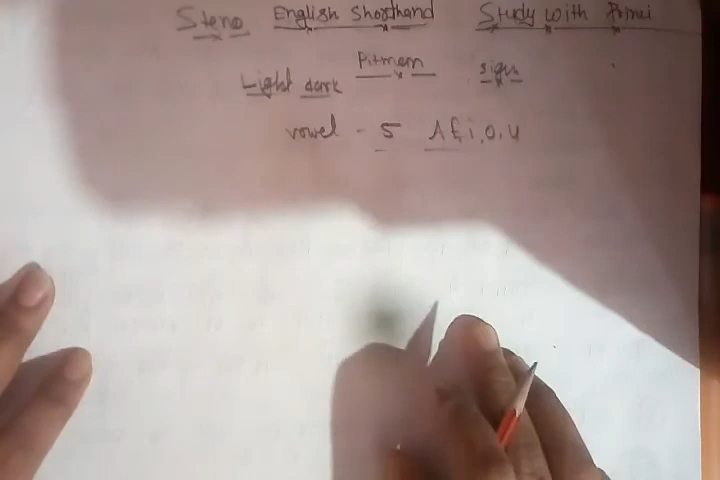 Steno English Shorthand Study with
Pitman sign
Light dark
vowel - 5 A E, i, O, U